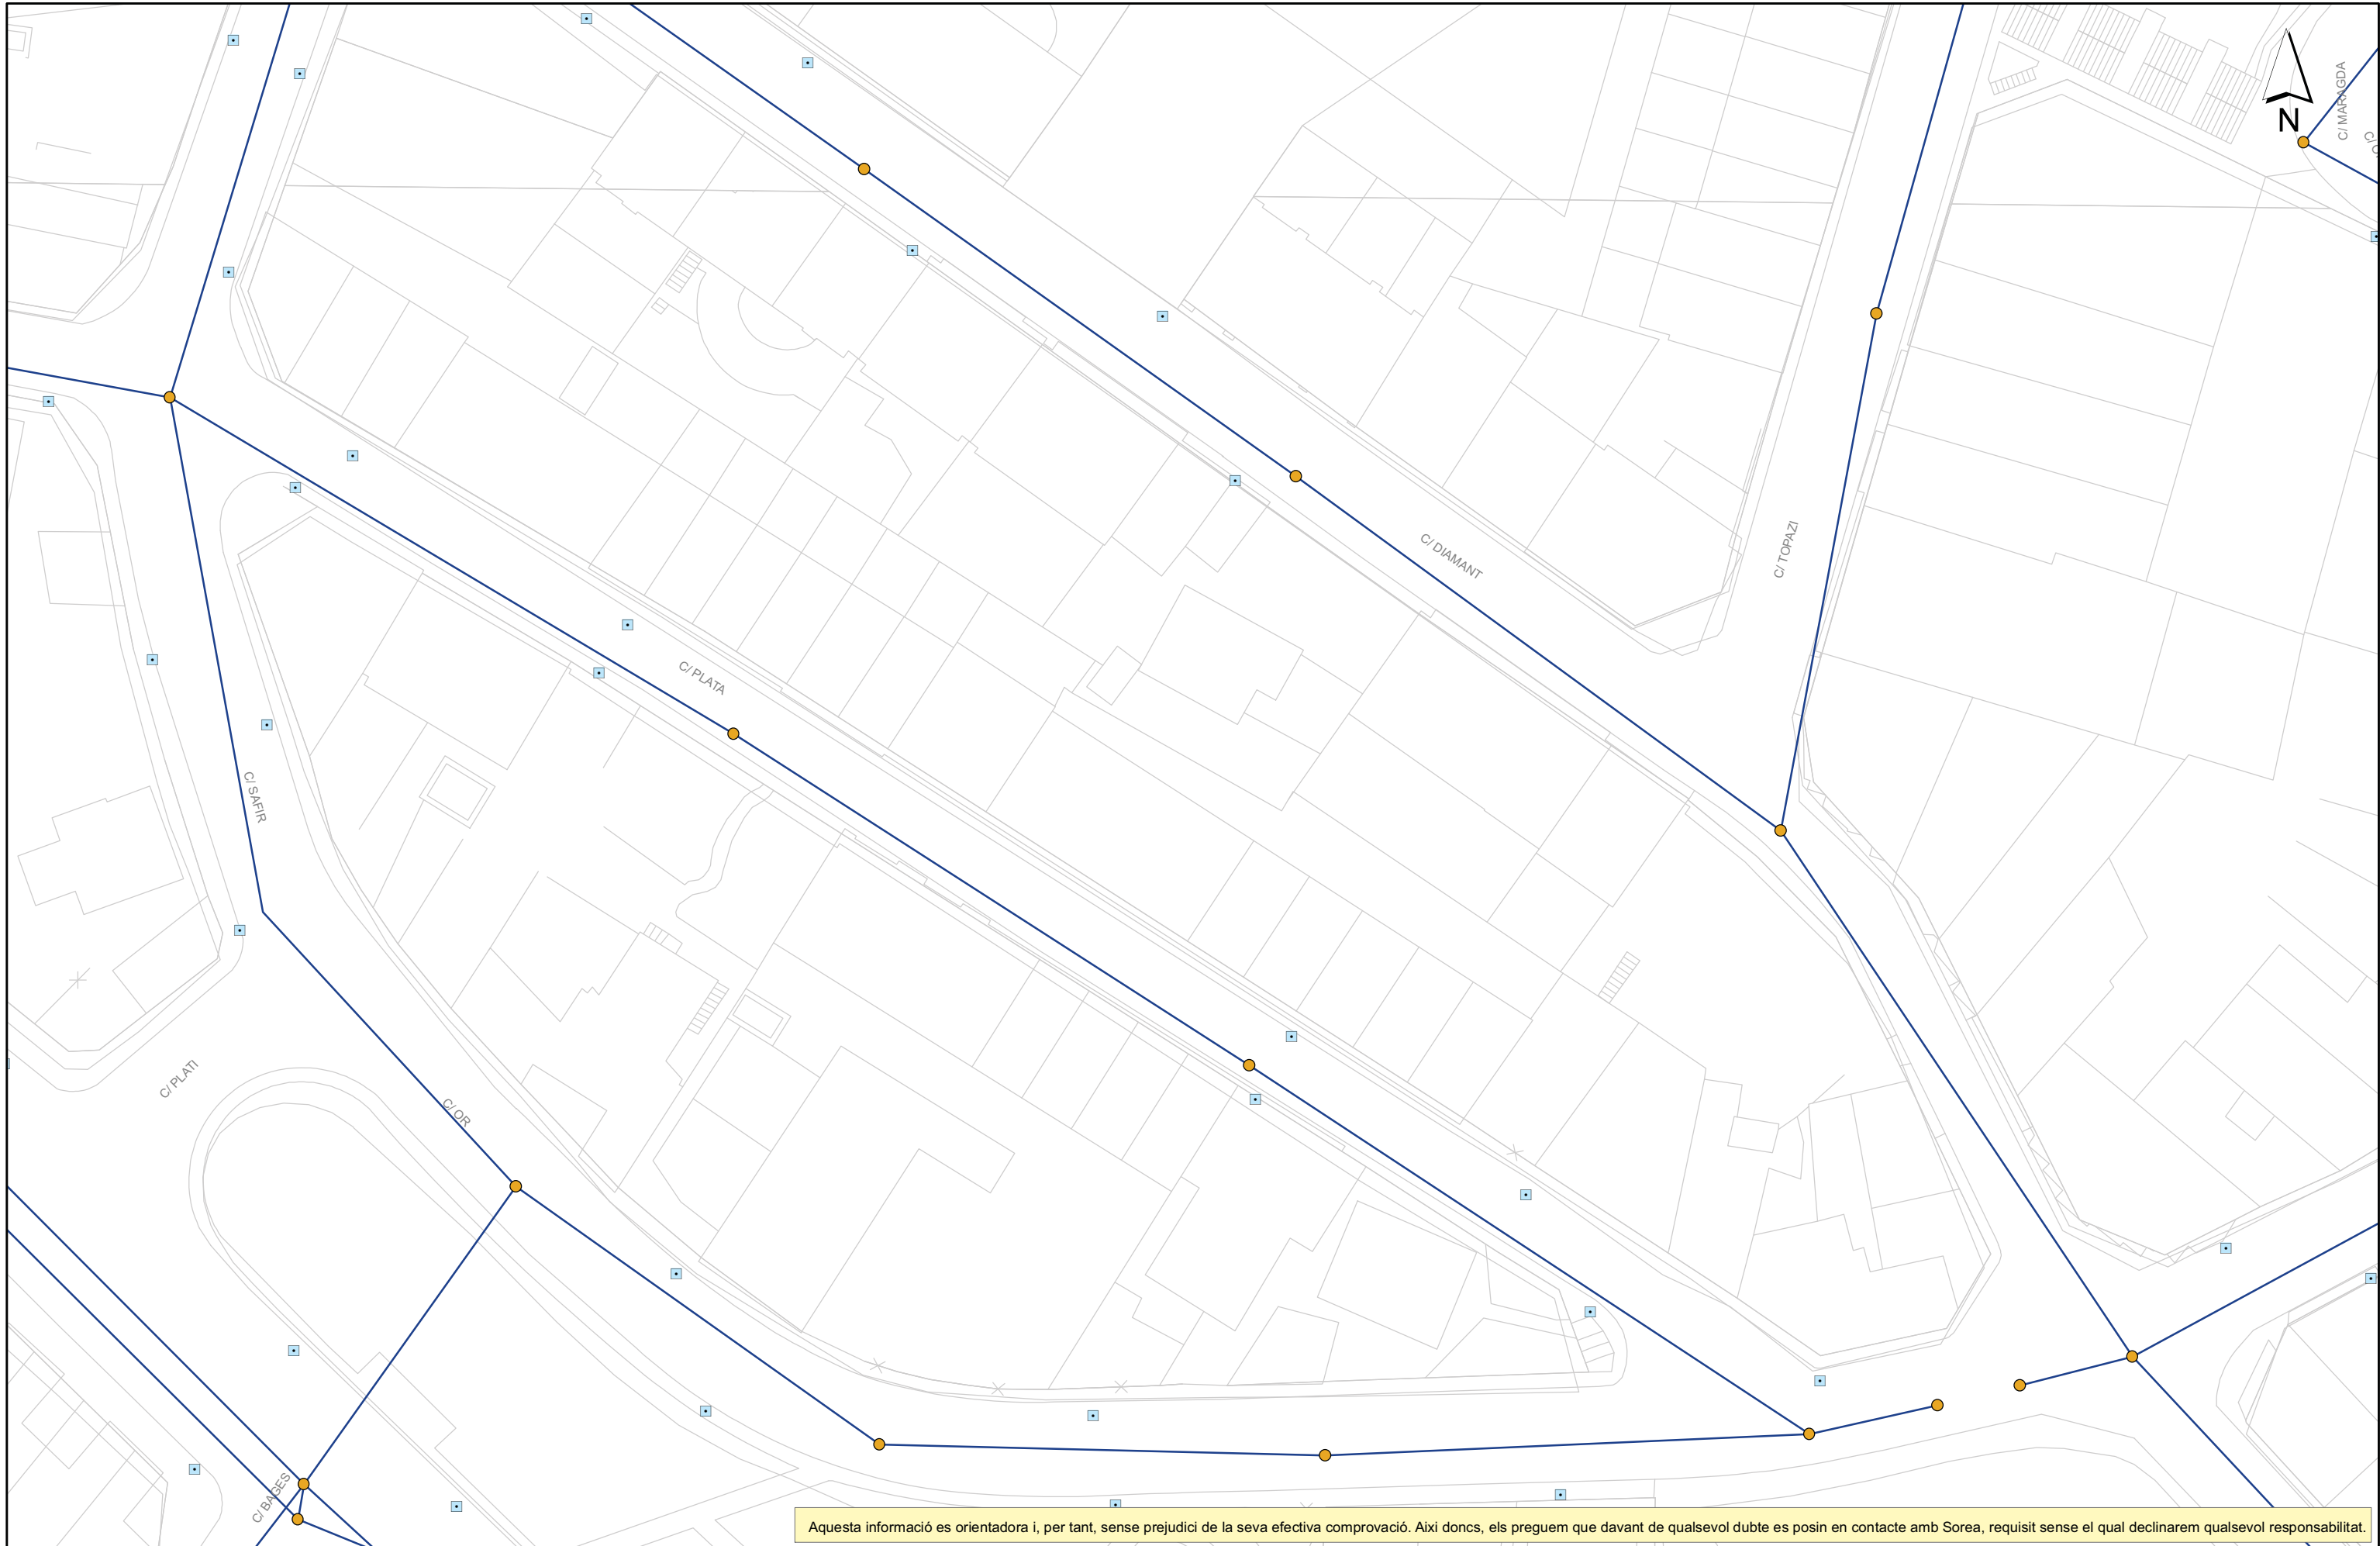 C/ MARAGDA
N
C/ DIAMANT
C/ TOPAZI
C/ PLATA
C/ SAFIR
C/ PLATI
C/ OR
C/ BAGES
Aquesta informació es orientadora i, per tant, sense prejudici de la seva efectiva comprovació. Aixi doncs, els preguem que davant de qualsevol dubte es posin en contacte amb Sorea, requisit sense el qual declinarem qualsevol responsabilitat.